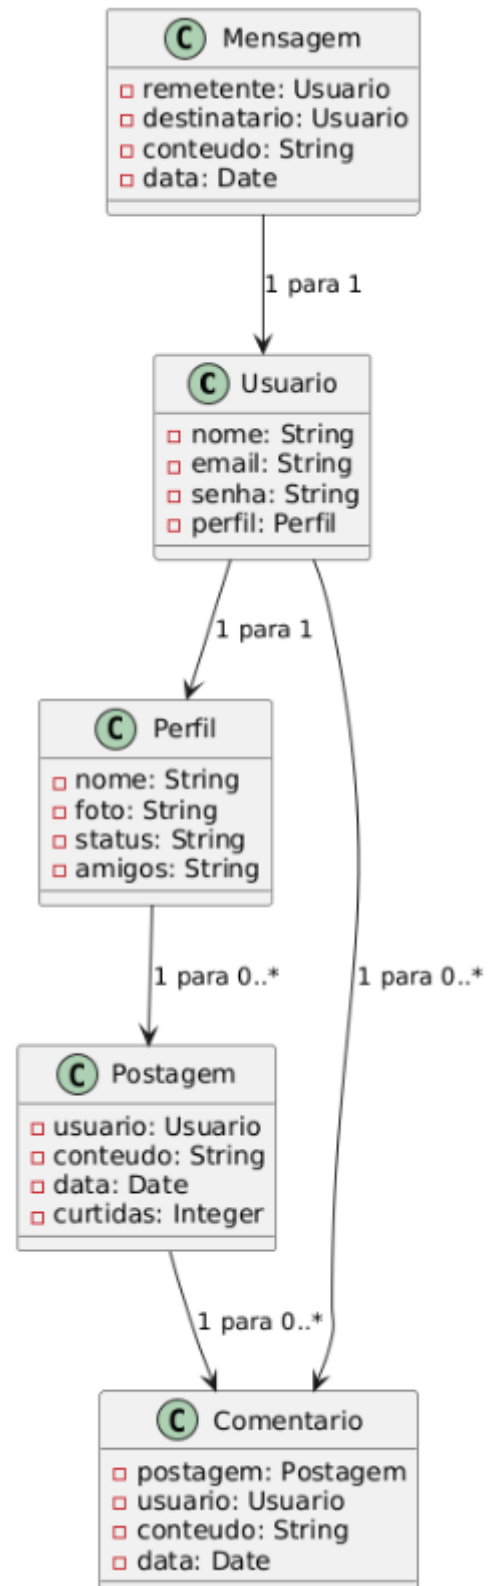 C Mensagem
remetente: Usuario
destinatario: Usuario
conteudo: String
data: Date
1 para 1
C Usuario
nome: String
email: String
senha: String
perfil: Perfil
1 para 1
C Perfil
nome: String
foto: String
status: String
amigos: String
1 para 0..*
1 para 0..*
C Postagem
usuario: Usuario
conteudo: String
data: Date
curtidas: Integer
1 para 0..*
C Comentario
postagem: Postagem
usuario: Usuario
conteudo: String
data: Date